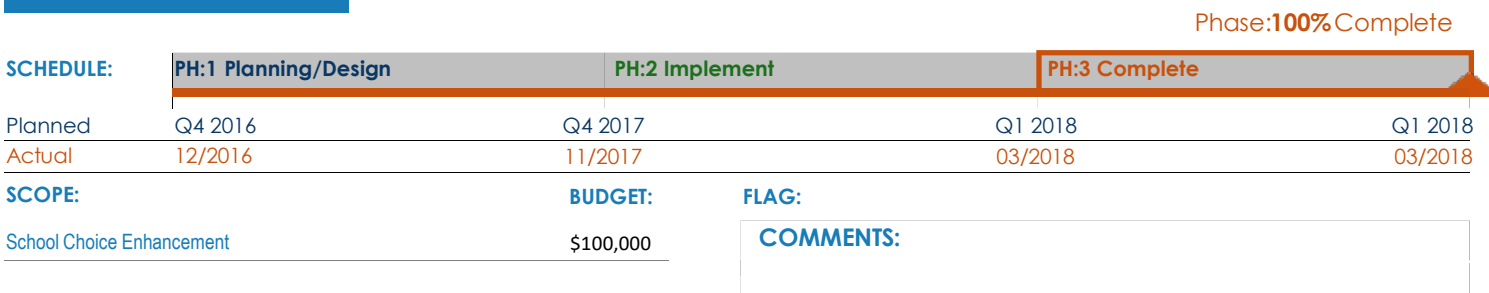 Phase:100% Complete
SCHEDULE: PH:1 Planning/Design PH:2 Implement PH:3 Complete
Planned Q4 2016 Q4 2017 Q1 2018 Q1 2018
Actual 12/2016 11/2017 03/2018 03/2018
SCOPE: BUDGET: FLAG:
School Choice Enhancement $100,000 COMMENTS: